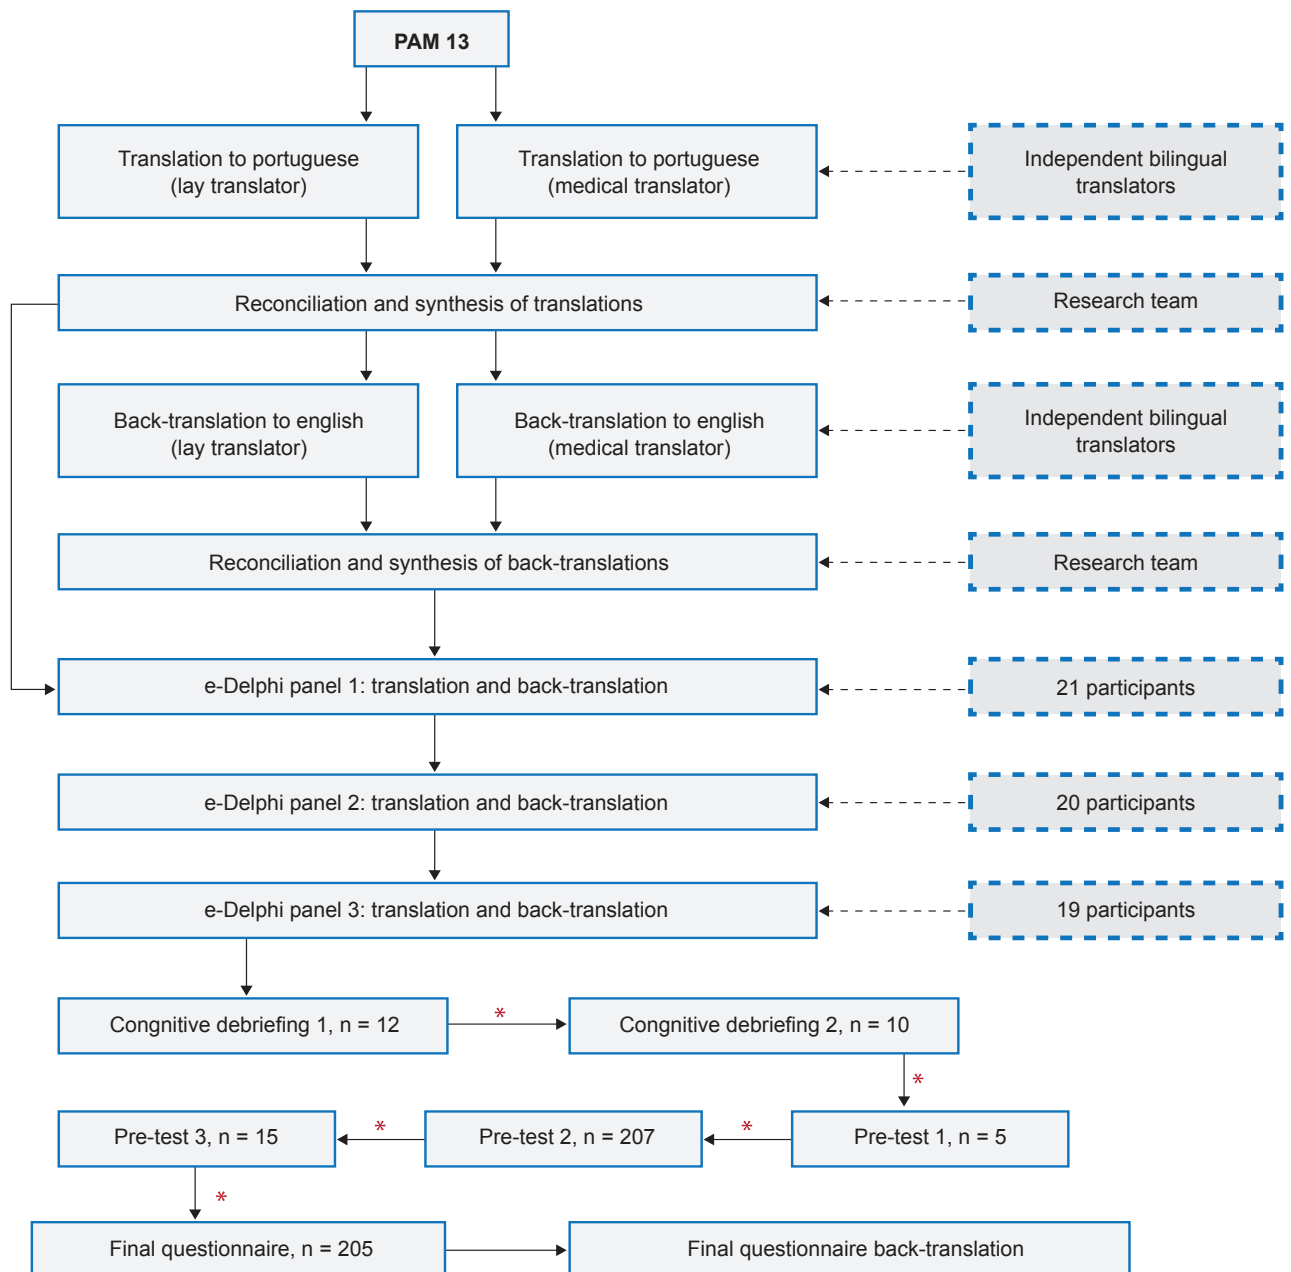 PAM 13
Translation to portuguese
(lay translator)
Translation to portuguese
(medical translator)
Independent bilingual
translators
Reconciliation and synthesis of translations
Research team
Back-translation to english
(lay translator)
Back-translation to english
(medical translator)
Independent bilingual
translators
Reconciliation and synthesis of back-translations
Research team
e-Delphi panel 1: translation and back-translation
21 participants
e-Delphi panel 2: translation and back-translation
20 participants
e-Delphi panel 3: translation and back-translation
19 participants
Congnitive debriefing 1, n = 12
*
Congnitive debriefing 2, n = 10
*
Pre-test 3, n = 15
*
Pre-test 2, n = 207
*
Pre-test 1, n = 5
*
Final questionnaire, n = 205
Final questionnaire back-translation